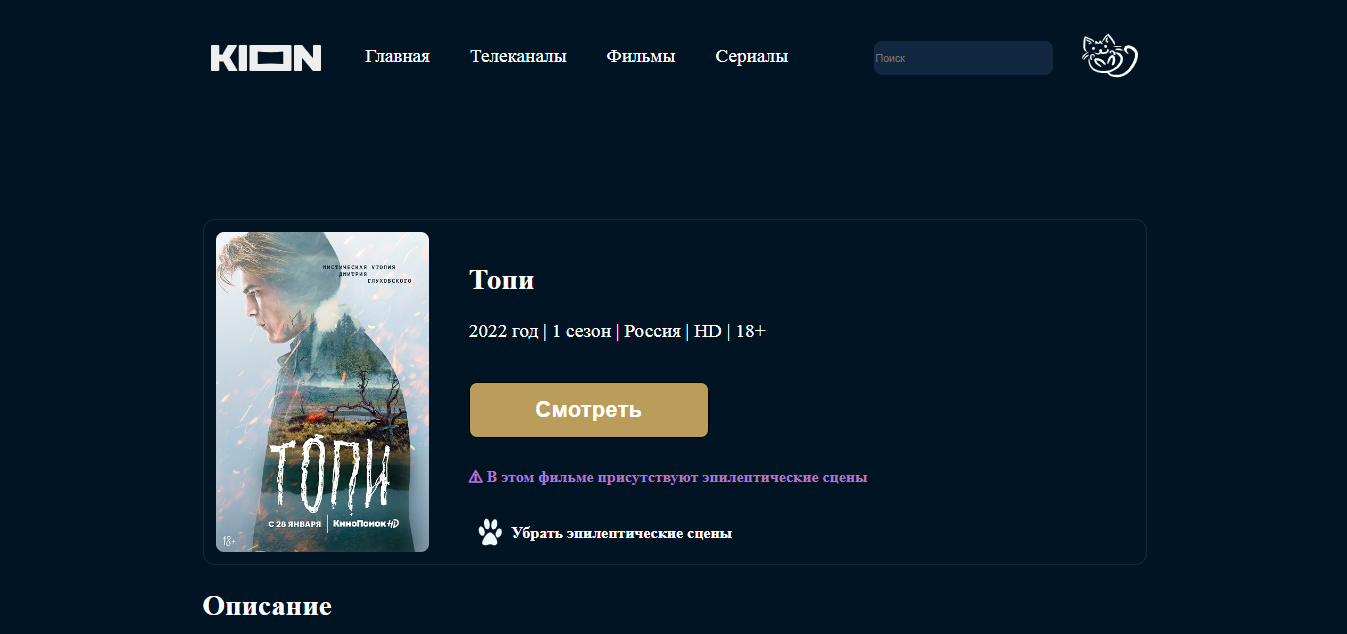 KION
Главная
Телеканалы
Фильмы
Сериалы
Поиск
МИСТИЧЕСКАЯ УТОПИЯ
ДМИТРИЯ
ГЛУХОВСКОГО
ТОПИ
С 28 ЯНВАРЯ | КиноПоиск HD
18+
Топи
2022 год | 1 сезон | Россия | HD | 18+
Смотреть
⚠ В этом фильме присутствуют эпилептические сцены
Убрать эпилептические сцены
Описание